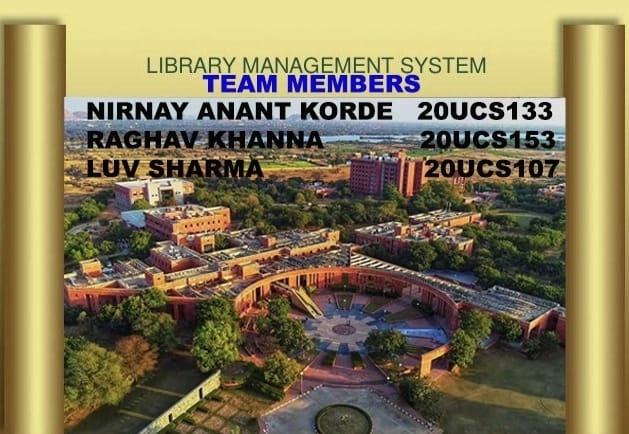 LIBRARY MANAGEMENT SYSTEM
TEAM MEMBERS
NIRNAY ANANT KORDE 20UCS133
RAGHAV KHANNA 20UCS153
LUV SHARMA 20UCS107